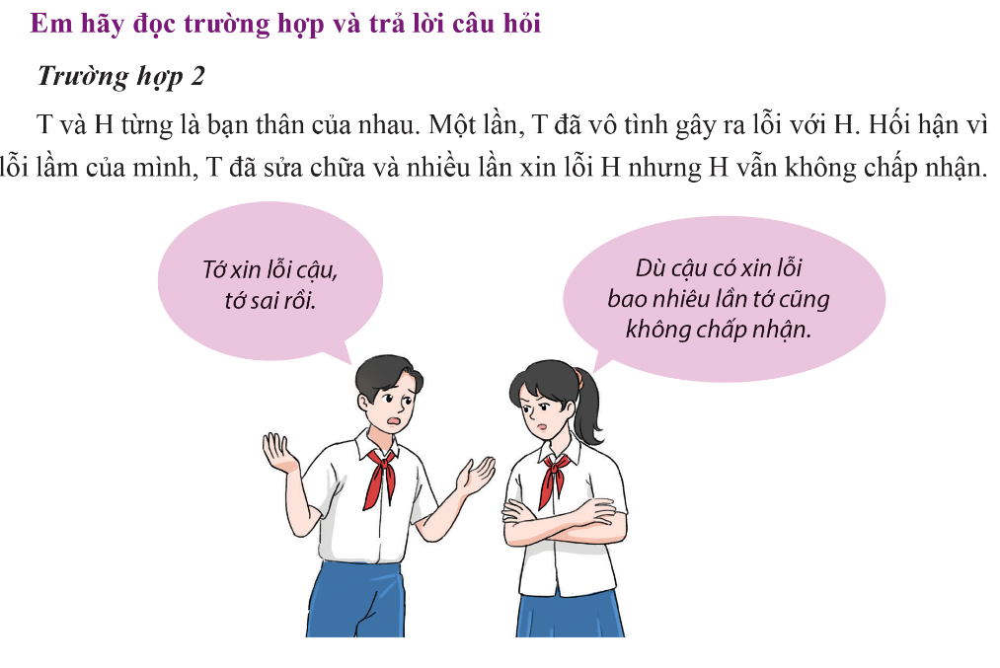 Em hãy đọc trường hợp và trả lời câu hỏi
Trường hợp 2
T và H từng là bạn thân của nhau. Một lần, T đã vô tình gây ra lỗi với H. Hối hận vì
lỗi lầm của mình, T đã sửa chữa và nhiều lần xin lỗi H nhưng H vẫn không chấp nhận.
Tớ xin lỗi cậu,
tớ sai rồi.
Dù cậu có xin lỗi
bao nhiêu lần tớ cũng
không chấp nhận.